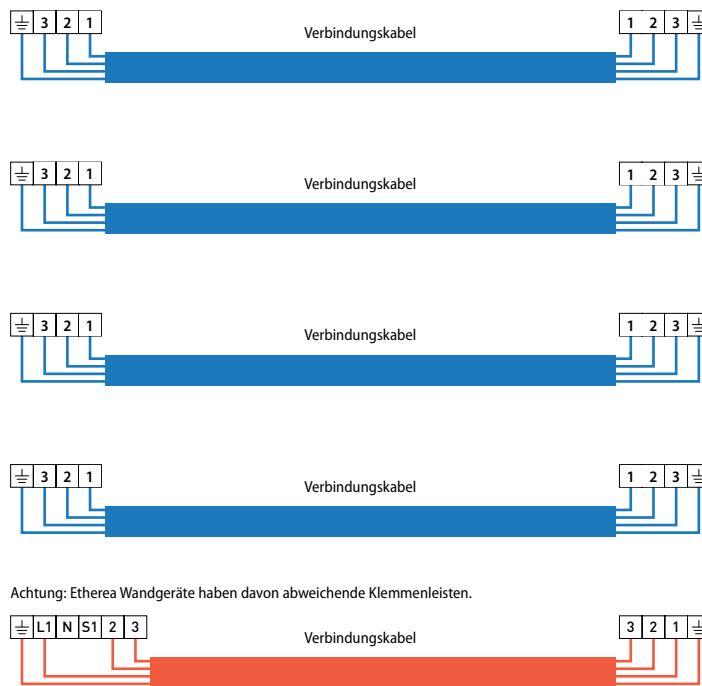 ⏚ 3 2 1 Verbindungskabel 1 2 3 ⏚
⏚ 3 2 1 Verbindungskabel 1 2 3 ⏚
⏚ 3 2 1 Verbindungskabel 1 2 3 ⏚
⏚ 3 2 1 Verbindungskabel 1 2 3 ⏚
Achtung: Etherea Wandgeräte haben davon abweichende Klemmenleisten.
⏚ L1 N S1 2 3 Verbindungskabel 3 2 1 ⏚